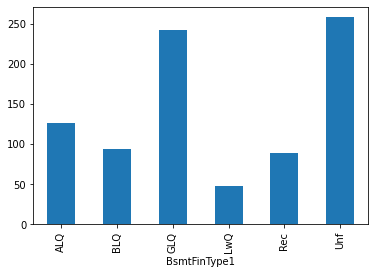 250
200
150
100
50
0
ALQ
BLQ
GLQ
LwQ
Rec
Unf
BsmtFinType1